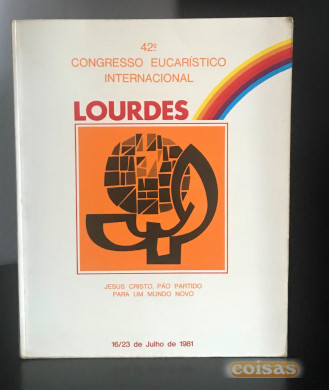 42º
CONGRESSO EUCARÍSTICO
INTERNACIONAL
LOURDES
JESUS CRISTO, PÃO PARTIDO
PARA UM MUNDO NOVO
16/23 de Julho de 1981
coisas